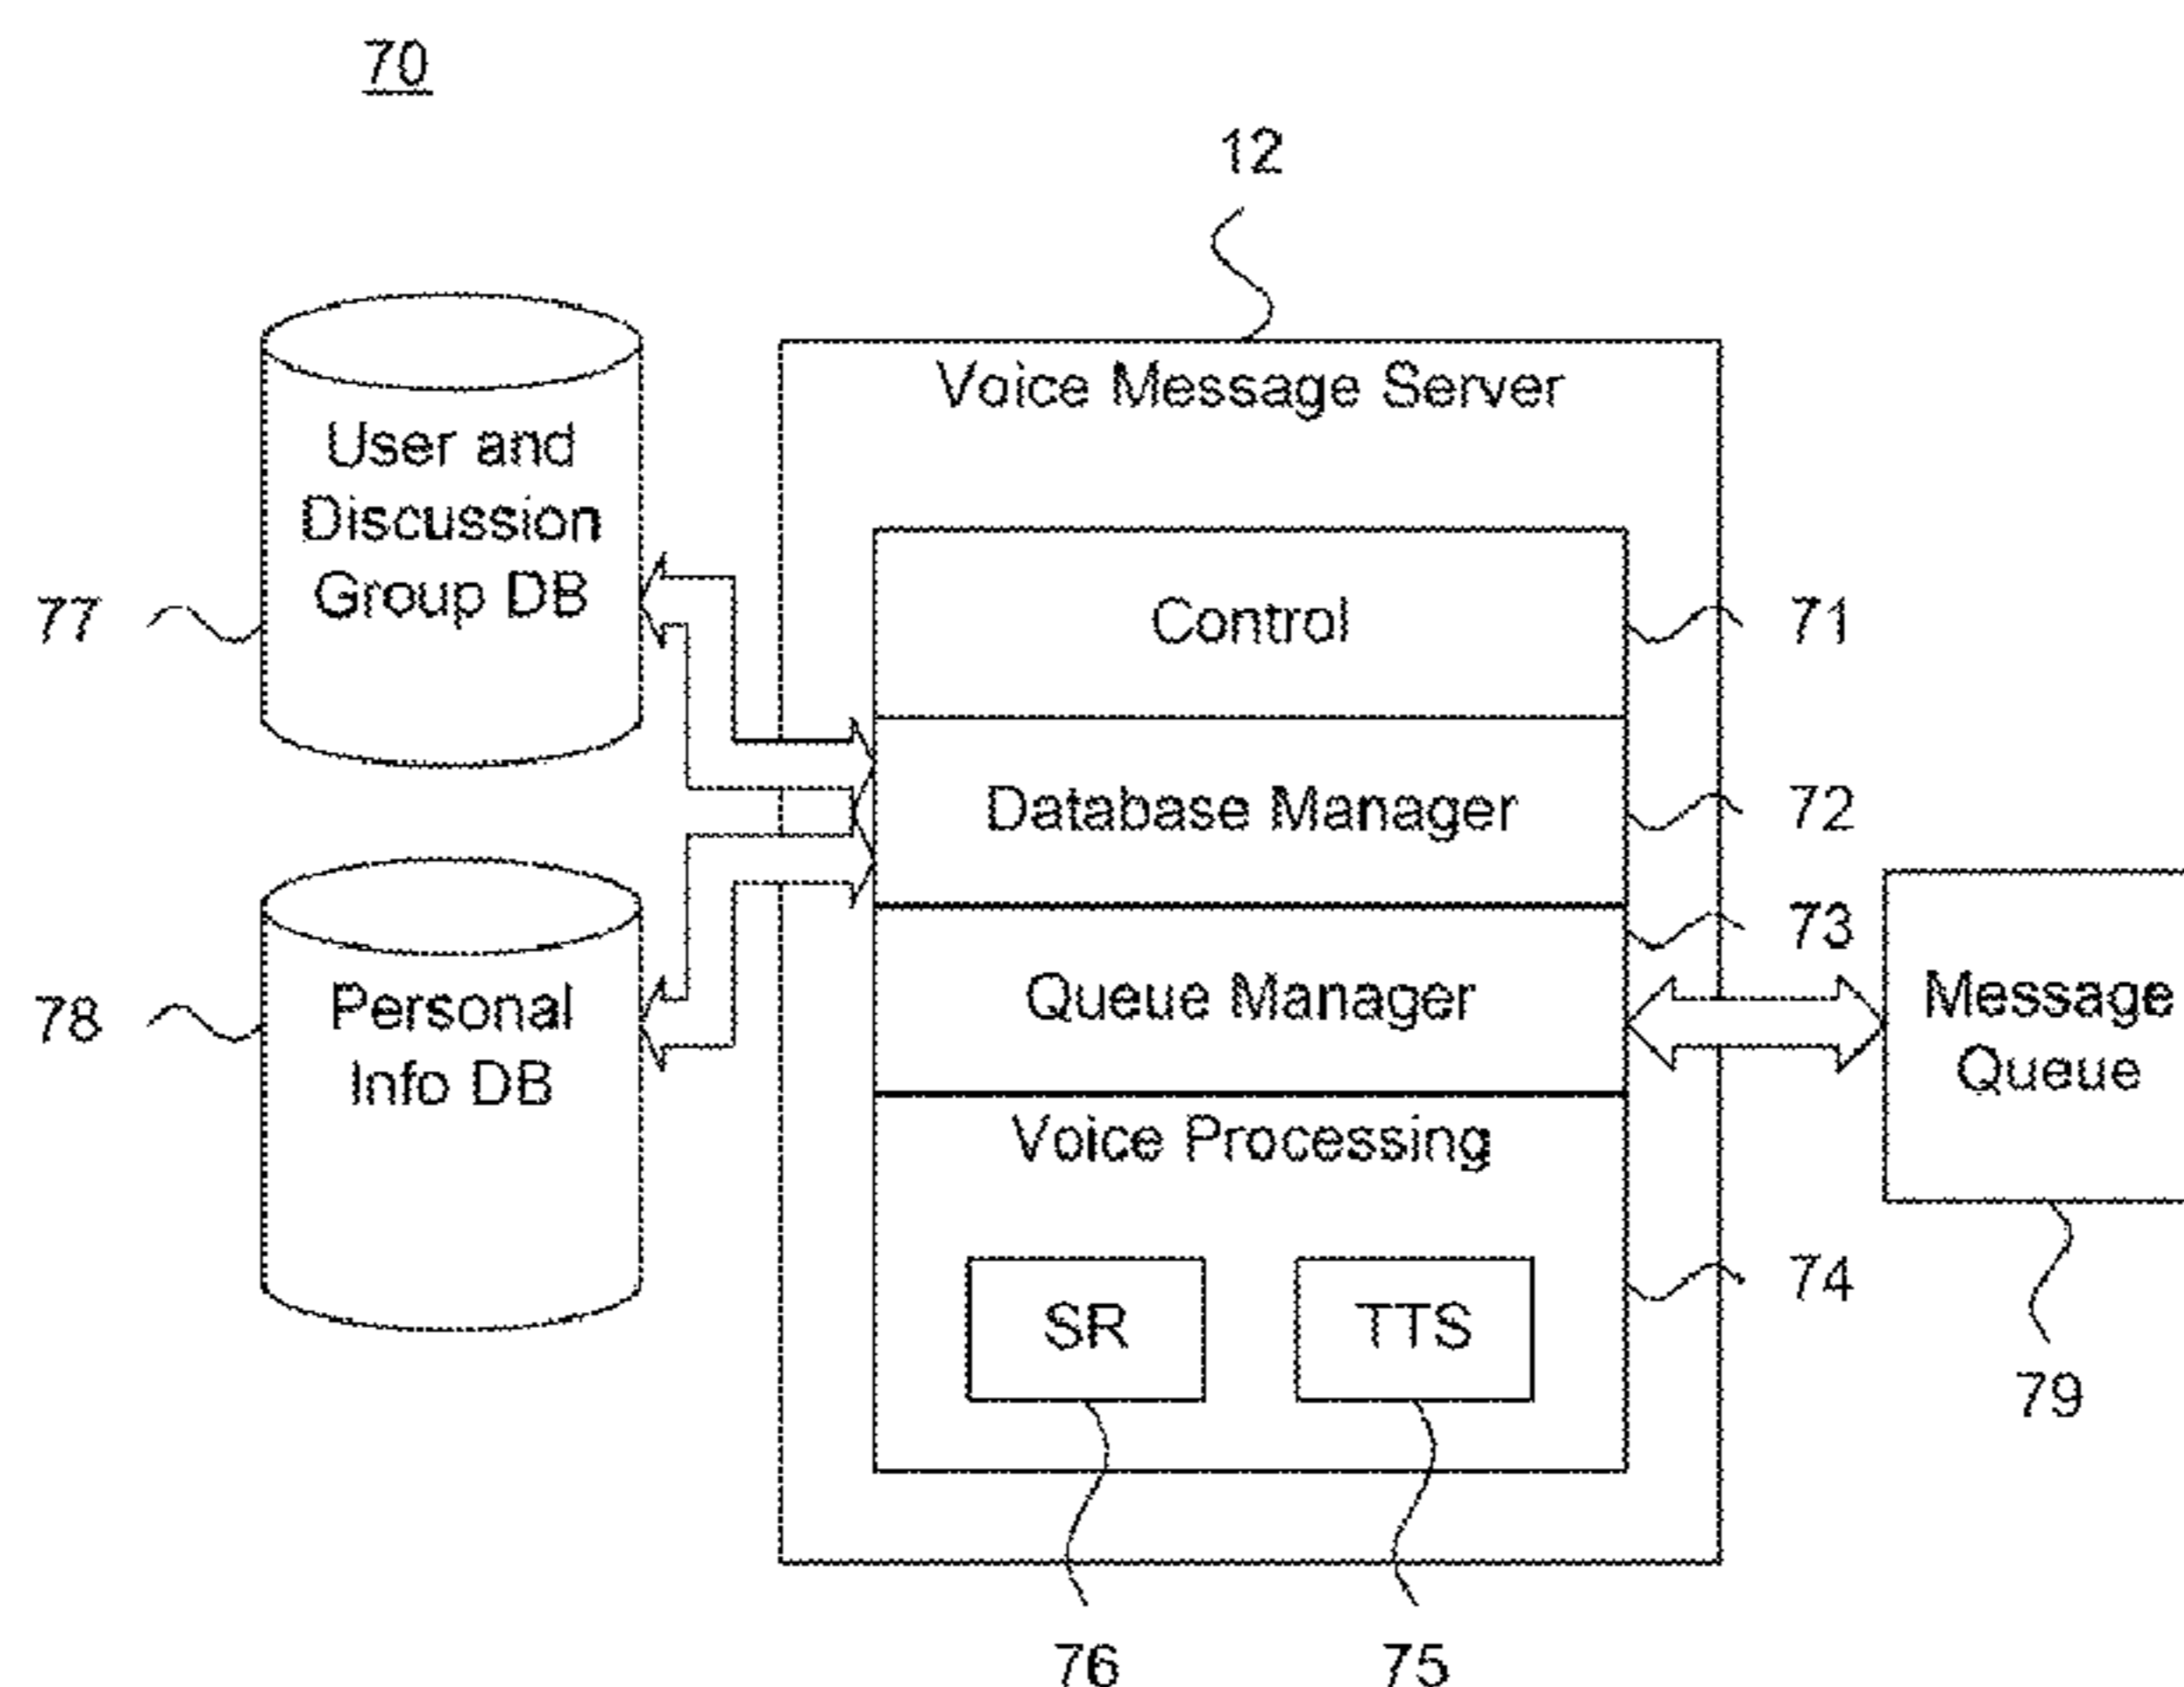 70
12
Voice Message Server
User and
Discussion
Group DB
77
Control
71
Database Manager
72
73
Personal
Info DB
78
Queue Manager
Message
Queue
Voice Processing
74
SR
TTS
79
76
75